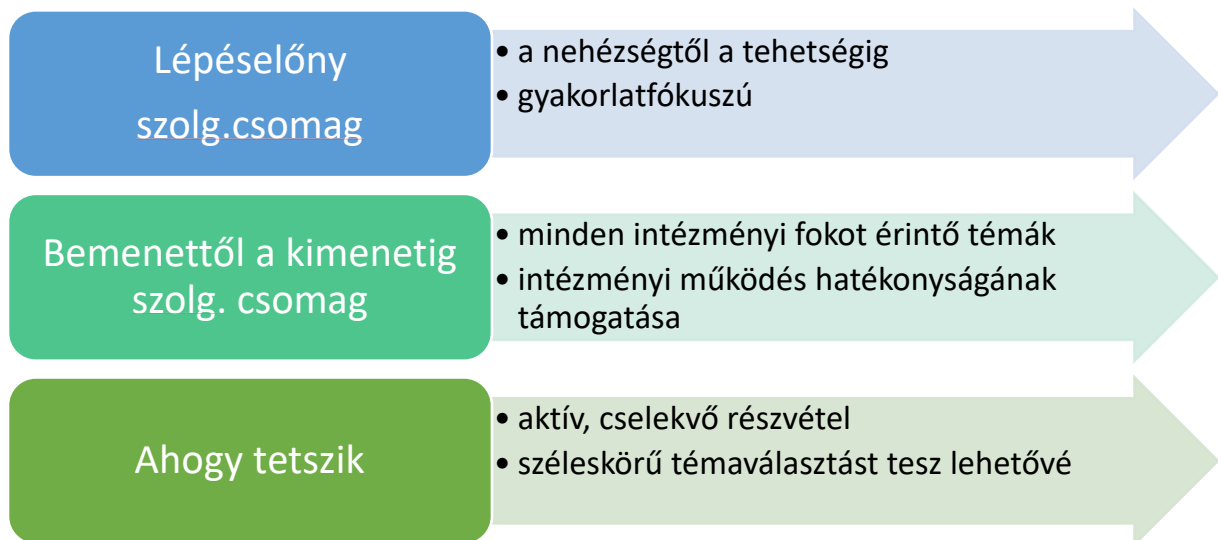 Lépéselőny
szolg.csomag
• a nehézségtől a tehetségig
• gyakorlatfókuszú
Bemenettől a kimenetig
szolg. csomag
• minden intézményi fokot érintő témák
• intézményi működés hatékonyságának
támogatása
Ahogy tetszik
• aktív, cselekvő részvétel
• széleskörű témaválasztást tesz lehetővé